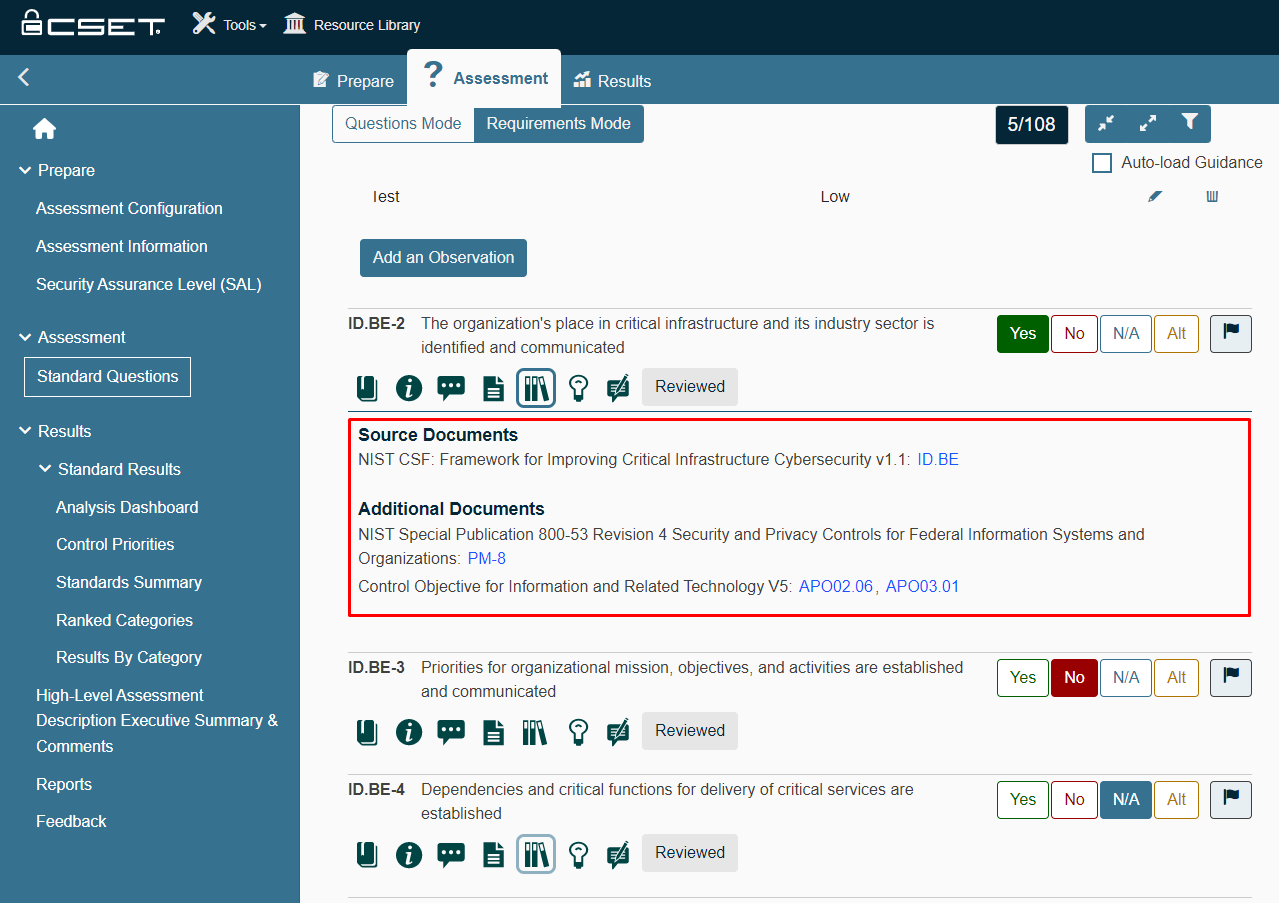 CSET
Tools
Resource Library
Prepare
Assessment
Results
Prepare
Assessment Configuration
Assessment Information
Security Assurance Level (SAL)
Assessment
Standard Questions
Results
Standard Results
Analysis Dashboard
Control Priorities
Standards Summary
Ranked Categories
Results By Category
High-Level Assessment
Description Executive Summary &
Comments
Reports
Feedback
Questions Mode
Requirements Mode
5/108
Auto-load Guidance
Test
Low
Add an Observation
ID.BE-2 The organization's place in critical infrastructure and its industry sector is
identified and communicated
Yes No N/A Alt
Reviewed
Source Documents
NIST CSF: Framework for Improving Critical Infrastructure Cybersecurity v1.1: ID.BE
Additional Documents
NIST Special Publication 800-53 Revision 4 Security and Privacy Controls for Federal Information Systems and
Organizations: PM-8
Control Objective for Information and Related Technology V5: APO02.06, APO03.01
ID.BE-3 Priorities for organizational mission, objectives, and activities are established
and communicated
Yes No N/A Alt
Reviewed
ID.BE-4 Dependencies and critical functions for delivery of critical services are
established
Yes No N/A Alt
Reviewed